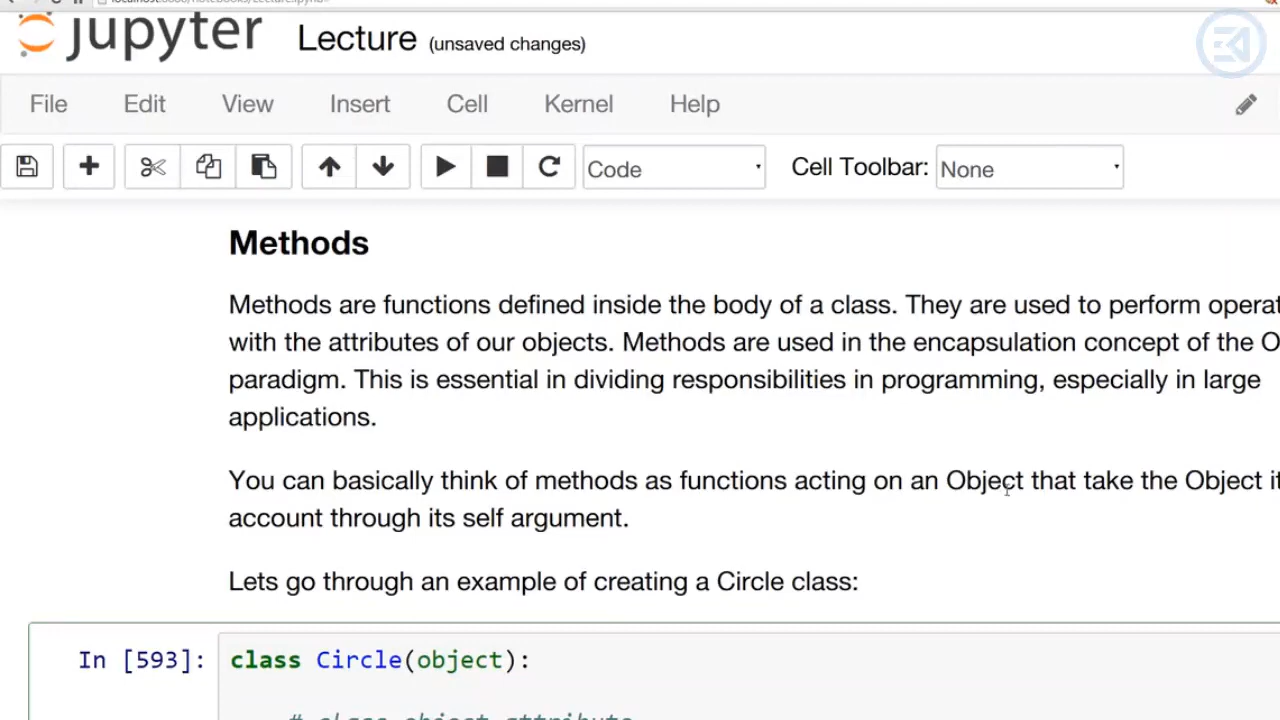 jupyter Lecture (unsaved changes)
File Edit View Insert Cell Kernel Help
Code Cell Toolbar: None
Methods
Methods are functions defined inside the body of a class. They are used to perform
with the attributes of our objects. Methods are used in the encapsulation concept of the
paradigm. This is essential in dividing responsibilities in programming, especially in large
applications.
You can basically think of methods as functions acting on an Object that take the Object
account through its self argument.
Lets go through an example of creating a Circle class:
In [593]: class Circle(object):
# class object attribute